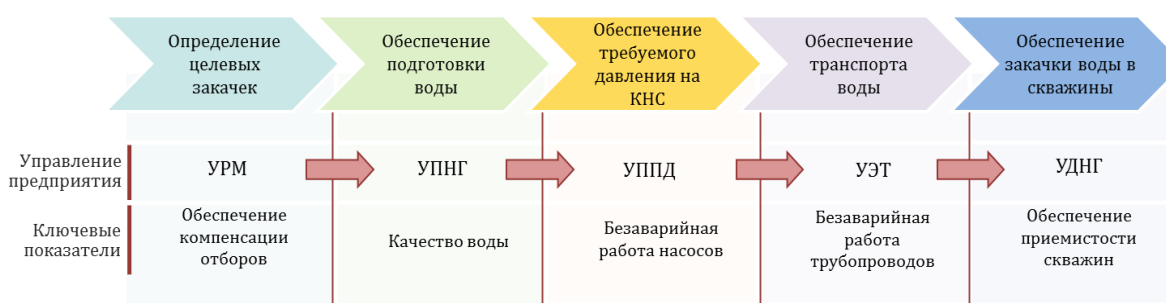 Определение
целевых
закачек
Обеспечение
подготовки
воды
Обеспечение
требуемого
давления на
КНС
Обеспечение
транспорта
воды
Обеспечение
закачки воды в
скважины
Управление
предприятия
УРМ
УПНГ
УППД
УЭТ
УДНГ
Ключевые
показатели
Обеспечение
компенсации
отборов
Качество воды
Безаварийная
работа насосов
Безаварийная
работа
трубопроводов
Обеспечение
приемистости
скважин